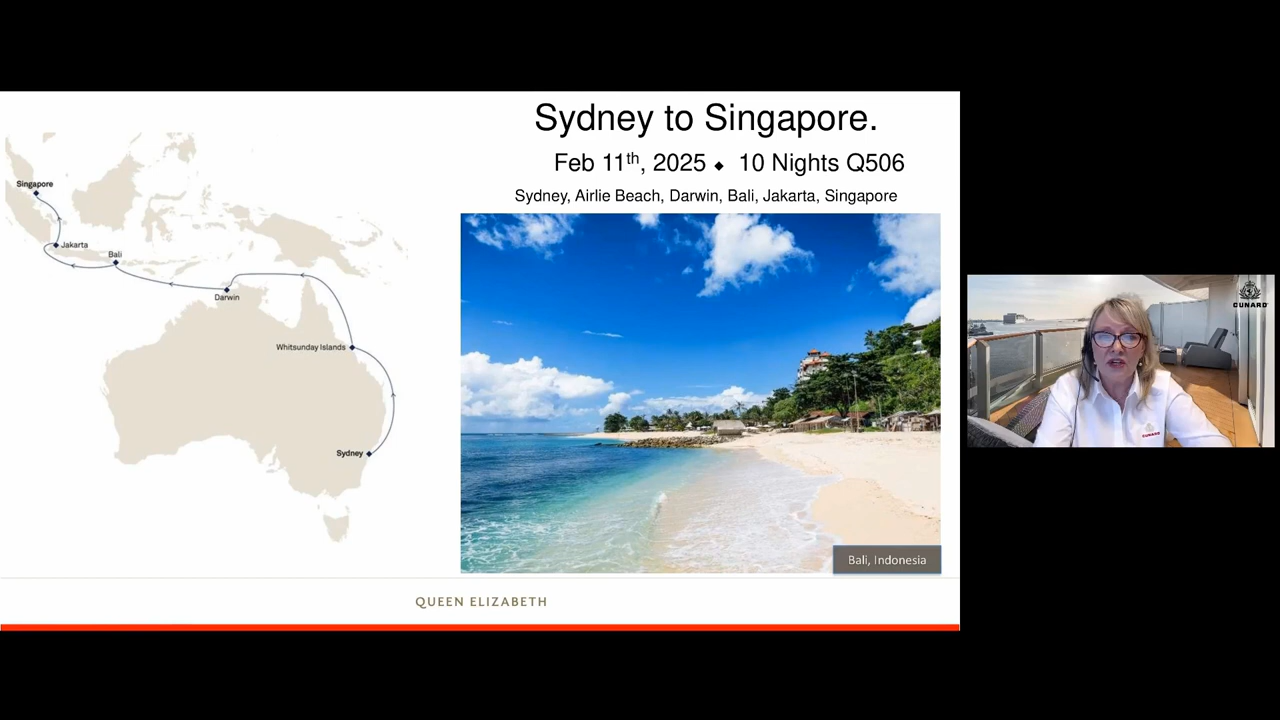 Sydney to Singapore.
Feb 11th, 2025 ◆ 10 Nights Q506
Sydney, Airlie Beach, Darwin, Bali, Jakarta, Singapore
Singapore
Jakarta
Bali
Darwin
Whitsunday Islands
Sydney
Bali, Indonesia
QUEEN ELIZABETH
CUNARD
CUNARD